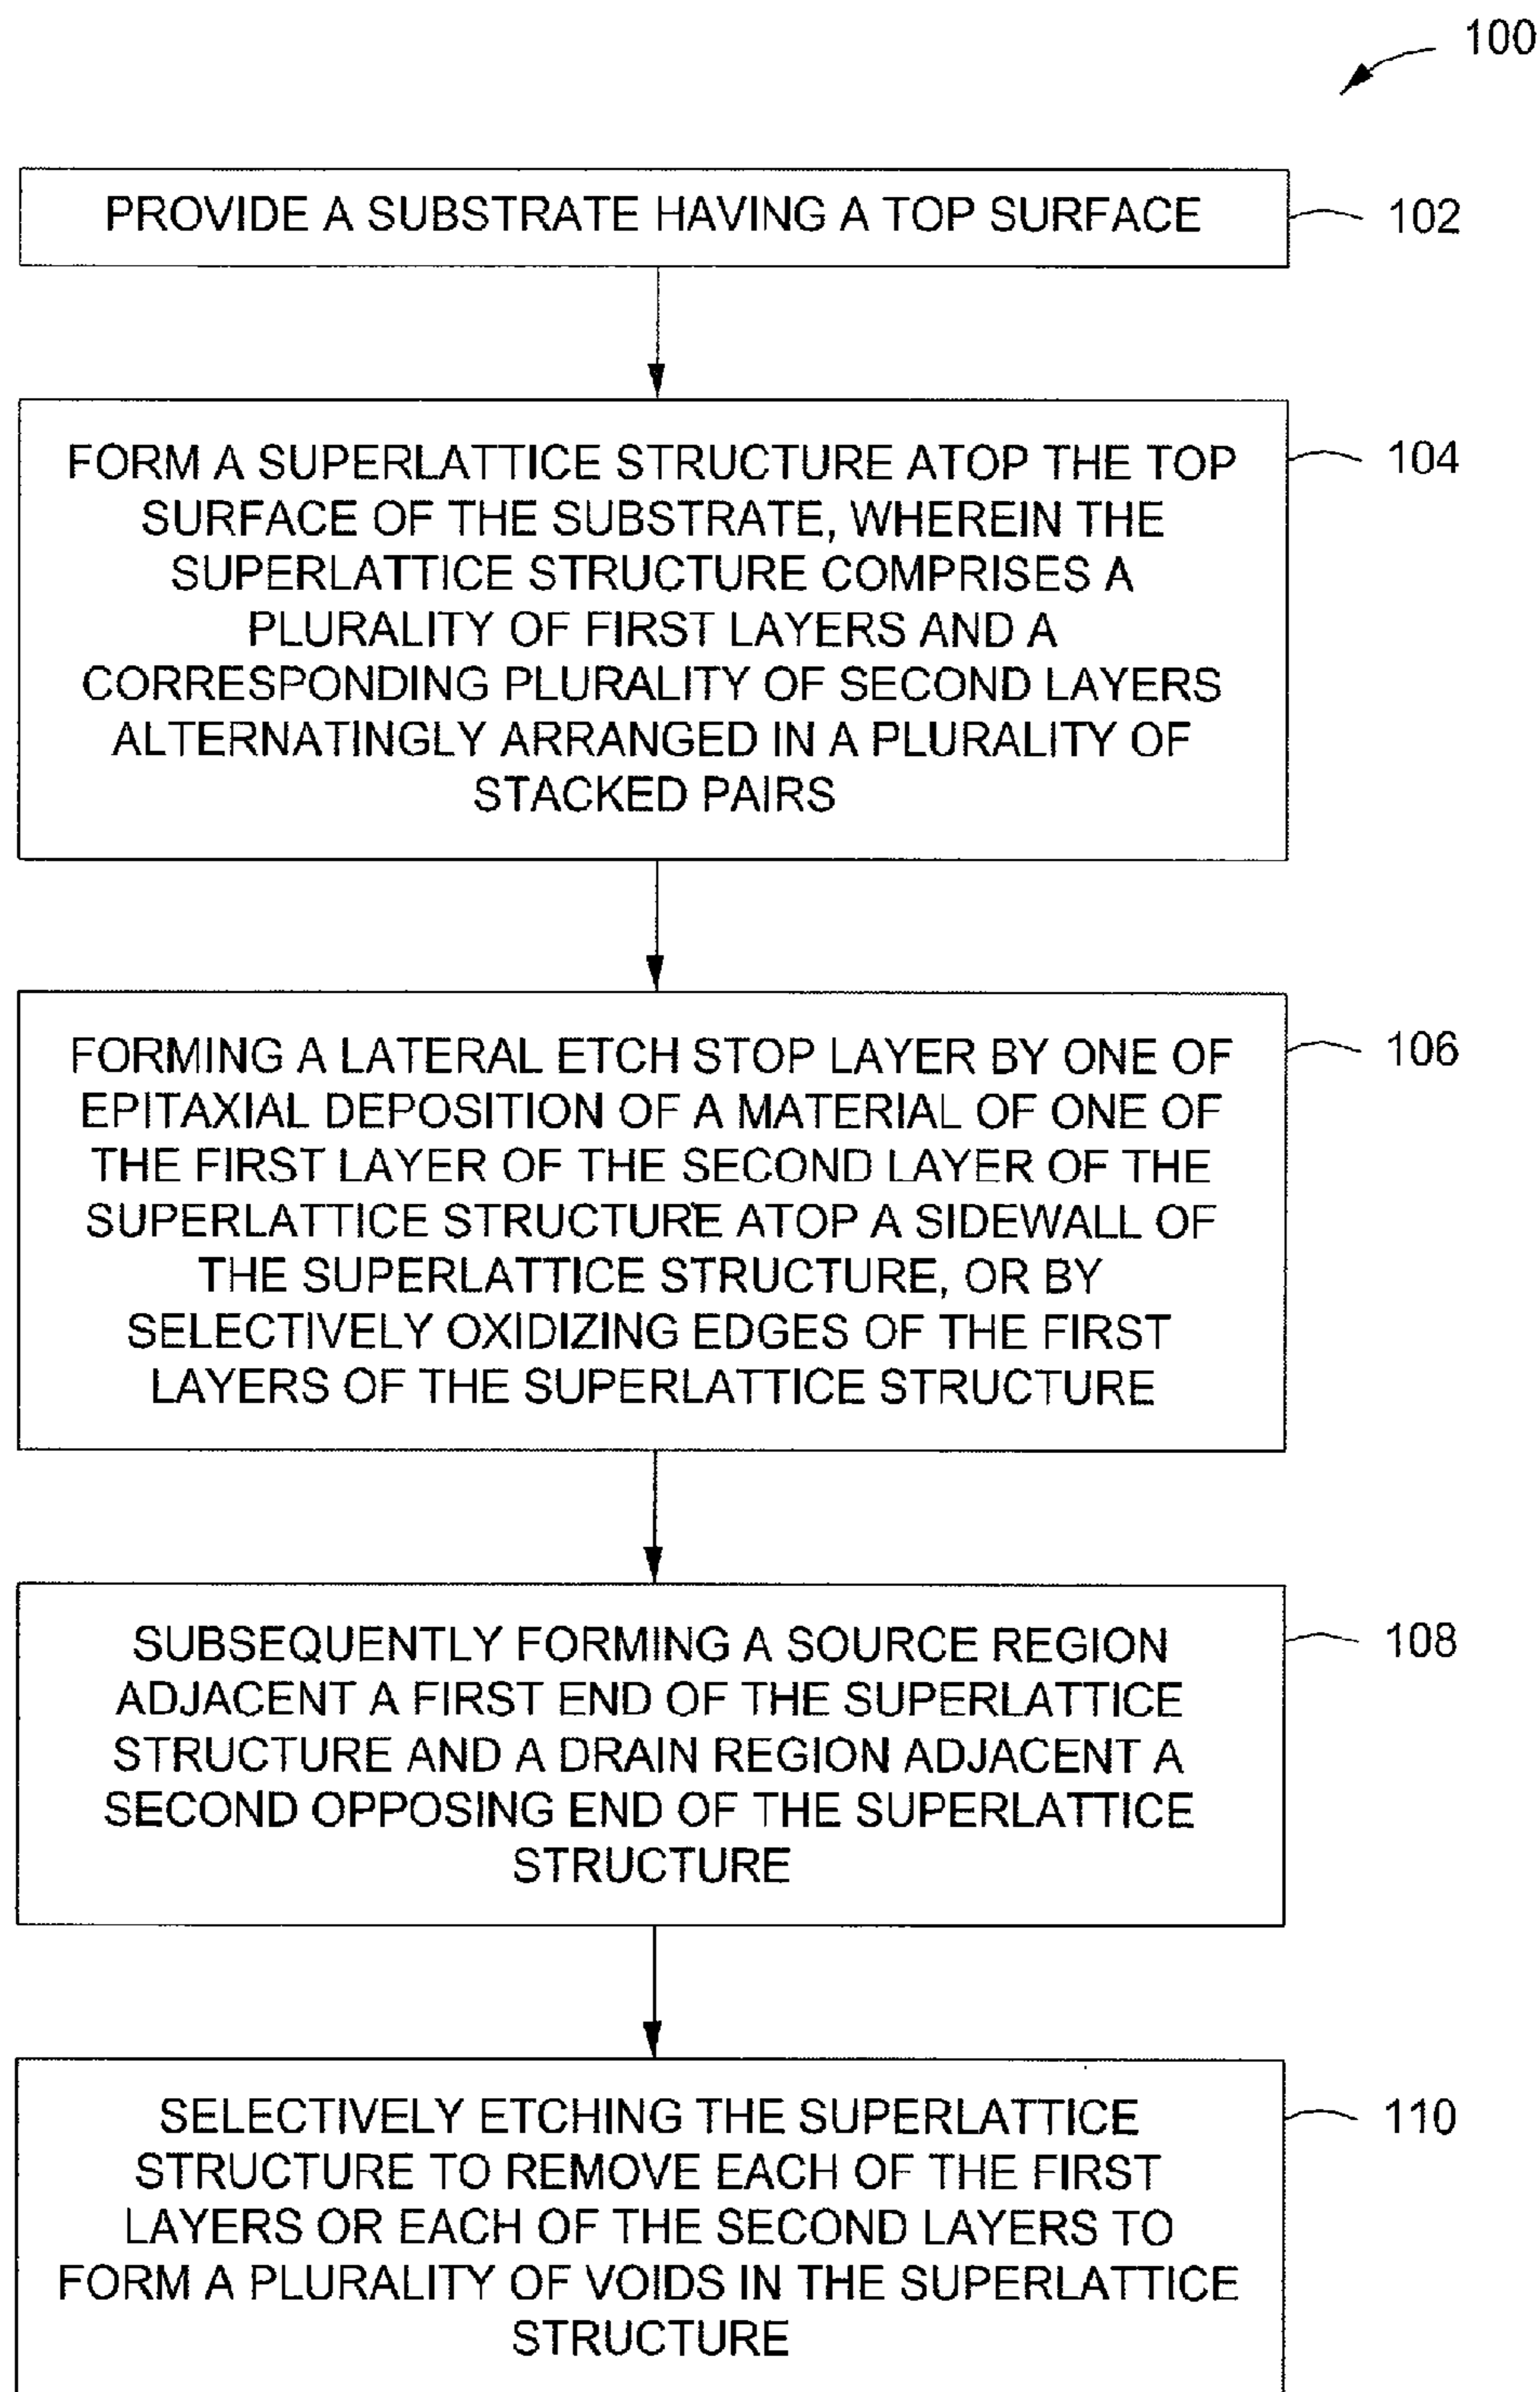 100
PROVIDE A SUBSTRATE HAVING A TOP SURFACE
102
FORM A SUPERLATTICE STRUCTURE ATOP THE TOP
SURFACE OF THE SUBSTRATE, WHEREIN THE
SUPERLATTICE STRUCTURE COMPRISES A
PLURALITY OF FIRST LAYERS AND A
CORRESPONDING PLURALITY OF SECOND LAYERS
ALTERNATINGLY ARRANGED IN A PLURALITY OF
STACKED PAIRS
104
FORMING A LATERAL ETCH STOP LAYER BY ONE OF
EPITAXIAL DEPOSITION OF A MATERIAL OF ONE OF
THE FIRST LAYER OF THE SECOND LAYER OF THE
SUPERLATTICE STRUCTURE ATOP A SIDEWALL OF
THE SUPERLATTICE STRUCTURE, OR BY
SELECTIVELY OXIDIZING EDGES OF THE FIRST
LAYERS OF THE SUPERLATTICE STRUCTURE
106
SUBSEQUENTLY FORMING A SOURCE REGION
ADJACENT A FIRST END OF THE SUPERLATTICE
STRUCTURE AND A DRAIN REGION ADJACENT A
SECOND OPPOSING END OF THE SUPERLATTICE
STRUCTURE
108
SELECTIVELY ETCHING THE SUPERLATTICE
STRUCTURE TO REMOVE EACH OF THE FIRST
LAYERS OR EACH OF THE SECOND LAYERS TO
FORM A PLURALITY OF VOIDS IN THE SUPERLATTICE
STRUCTURE
110